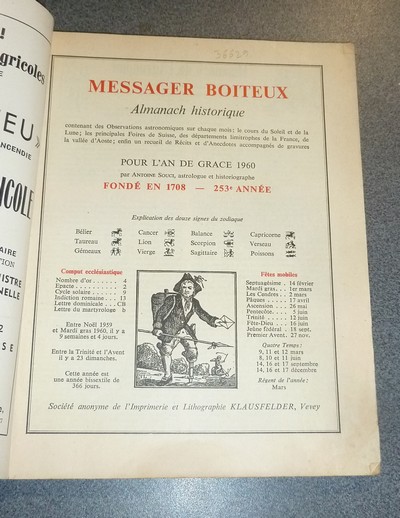 !
gricoles
E
EU»
NCENDIE
ICOLE
AIRE
TION
ISTRE
NELLE
2
S E
MESSAGER BOITEUX
Almanach historique
contenant des Observations astronomiques sur chaque mois; le cours du Soleil et de la
Lune; les principales Foires de Suisse, des départements limitrophes de la France, de
la vallée d'Aoste; enfin un recueil de Récits et d'Anecdotes accompagnés de gravures
POUR L'AN DE GRACE 1960
par Antoine Souci, astrologue et historiographe
FONDÉ EN 1708 — 253e ANNÉE
Explication des douze signes du zodiaque
Bélier Cancer Balance Capricorne
Taureau Lion Scorpion Verseau
Gémeaux Vierge Sagittaire Poissons
Comput ecclésiastique
Nombre d'or . . . . . 4
Epacte . . . . . . . 2
Cycle solaire . . . . 9
Indiction romaine . . 13
Lettre dominicale . . CB
Lettre du martyrologe b
Entre Noël 1959
et Mardi gras 1960, il y a
9 semaines et 4 jours.
Entre la Trinité et l'Avent
il y a 23 dimanches.
Cette année est
une année bissextile de
366 jours.
Fêtes mobiles
Septuagésime . 14 février
Mardi gras. . . 1er mars
Les Cendres . . 2 mars
Pâques . . . . 17 avril
Ascension . . . 26 mai
Pentecôte. . . . 5 juin
Trinité . . . . 12 juin
Fête-Dieu . . . 16 juin
Jeûne fédéral . 18 sept.
Premier Avent. . 27 nov.
Quatre Temps:
9, 11 et 12 mars
8, 10 et 11 juin
14, 16 et 17 septembre
14, 16 et 17 décembre
Régent de l'année:
Mars
Société anonyme de l'Imprimerie et Lithographie KLAUSFELDER, Vevey